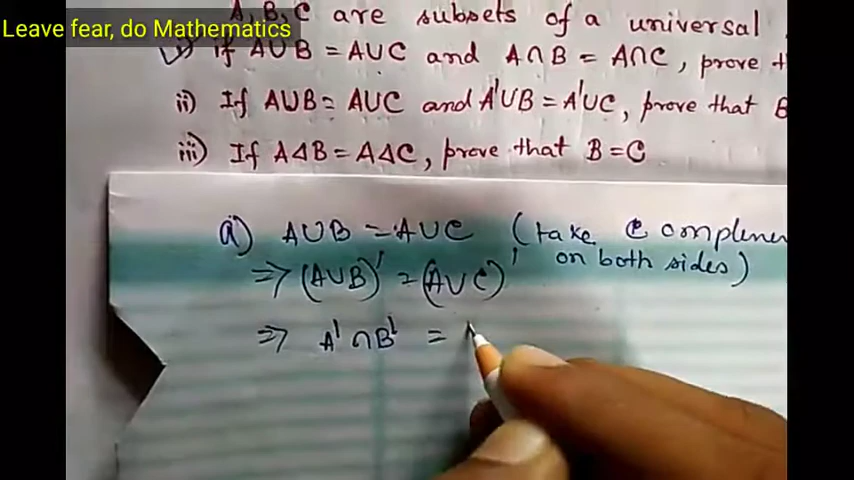 A, B, C are subsets of a universal
Leave fear, do Mathematics
i) if A∪B = A∪C and A∩B = A∩C, prove
ii) If A∪B = A∪C and A'∪B = A'∪C, prove that B
iii) If A∆B = A∆C, prove that B = C
a) A∪B = A∪C (take complemen
⇒ (A∪B)' = (A∪C)' on both sides)
⇒ A' ∩ B' =